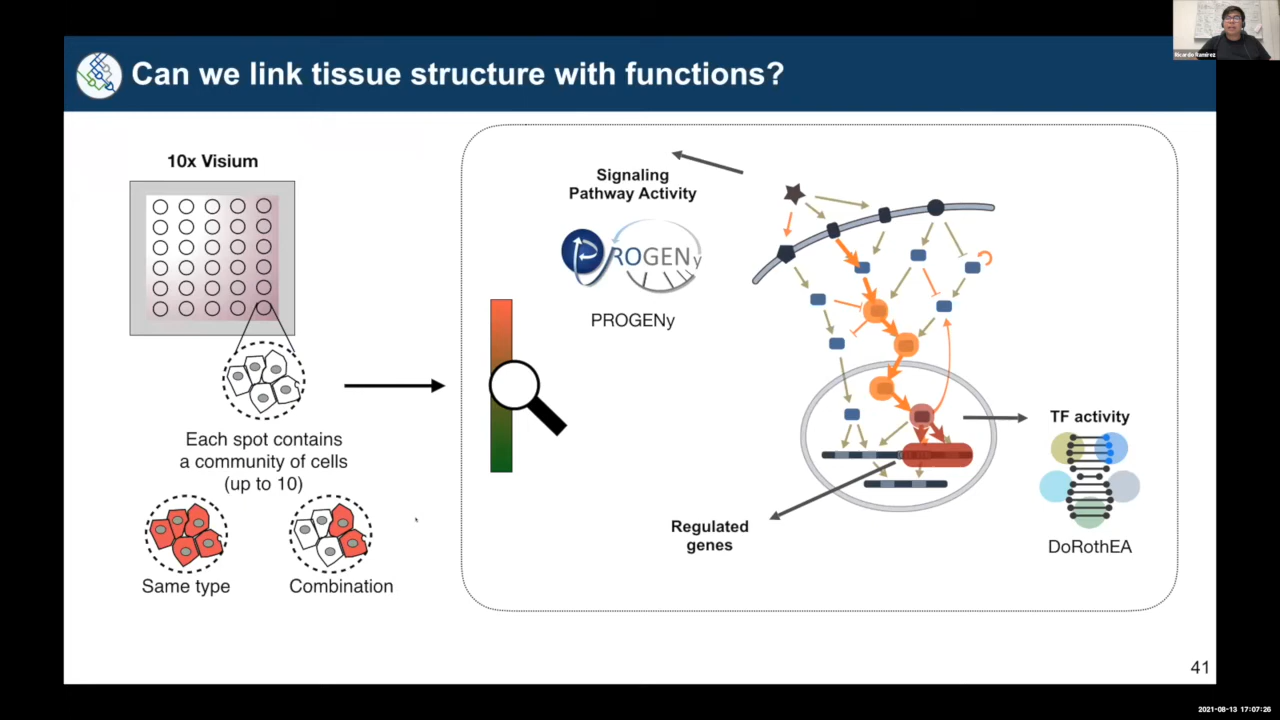 Ricardo Ramírez
Can we link tissue structure with functions?
10x Visium
Each spot contains
a community of cells
(up to 10)
Same type
Combination
Signaling
Pathway Activity
PROGENy
PROGENy
TF activity
DoRothEA
Regulated
genes
41
2021-08-13 17:07:26